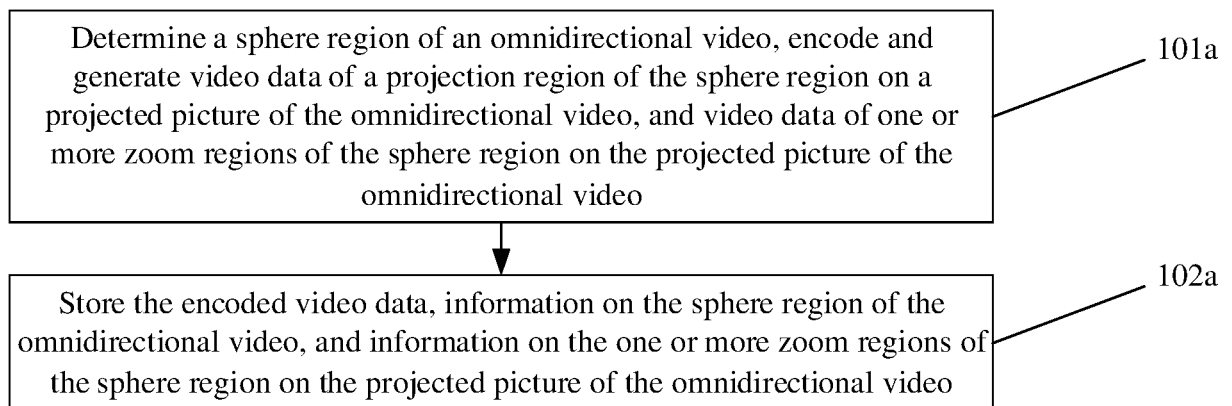 Determine a sphere region of an omnidirectional video, encode and
generate video data of a projection region of the sphere region on a
projected picture of the omnidirectional video, and video data of one or
more zoom regions of the sphere region on the projected picture of the
omnidirectional video
101a
Store the encoded video data, information on the sphere region of the
omnidirectional video, and information on the one or more zoom regions of
the sphere region on the projected picture of the omnidirectional video
102a